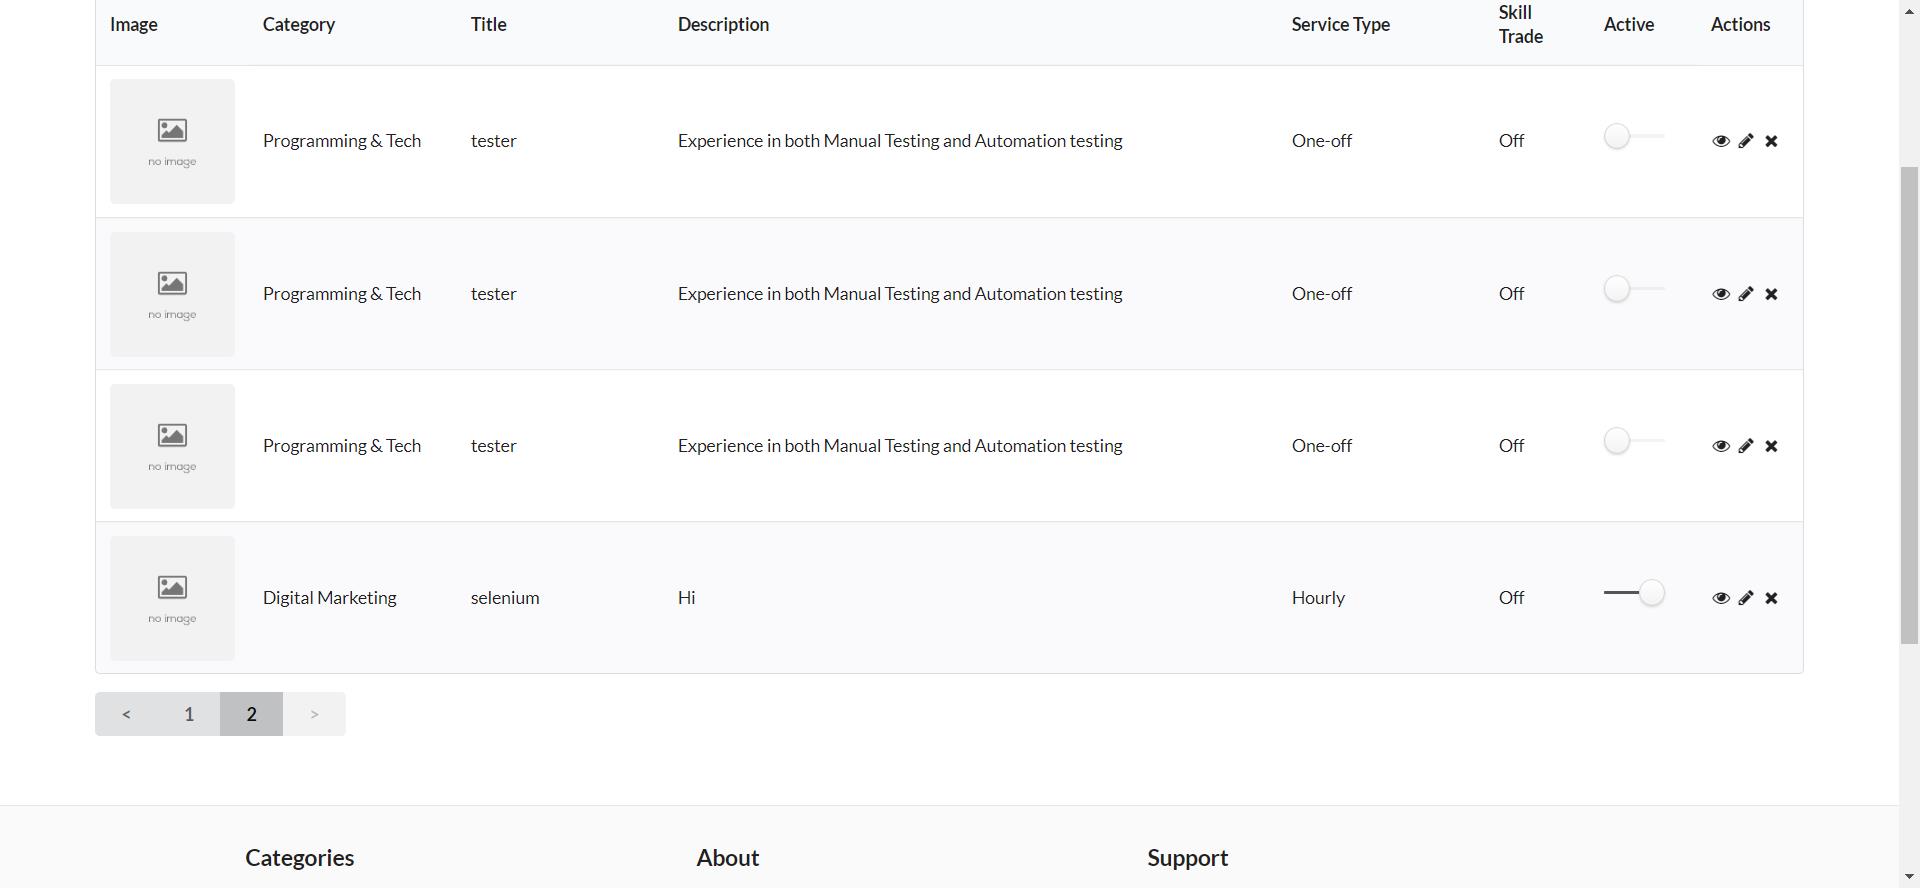 Image Category Title Description Service Type Skill Trade Active Actions
no image Programming & Tech tester Experience in both Manual Testing and Automation testing One-off Off
no image Programming & Tech tester Experience in both Manual Testing and Automation testing One-off Off
no image Programming & Tech tester Experience in both Manual Testing and Automation testing One-off Off
no image Digital Marketing selenium Hi Hourly Off
< 1 2 >
Categories About Support